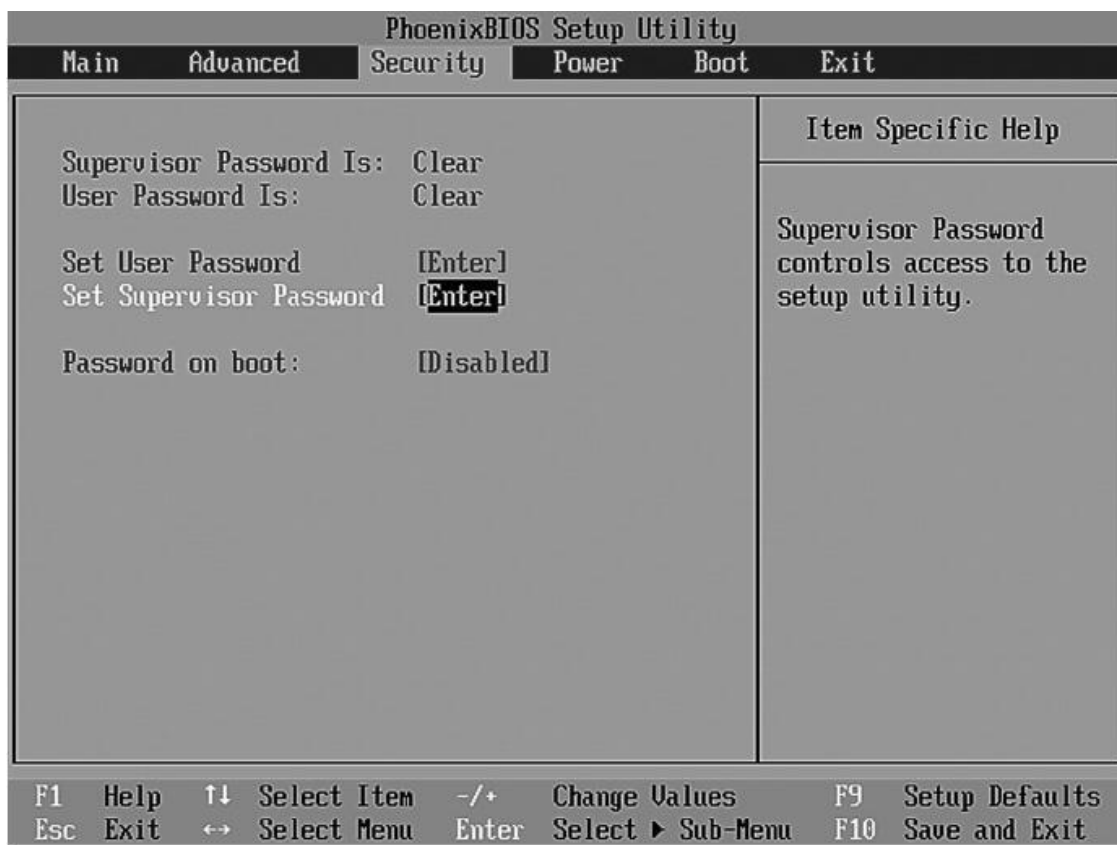 PhoenixBIOS Setup Utility
Main Advanced Security Power Boot Exit
Supervisor Password Is: Clear
User Password Is: Clear
Set User Password [Enter]
Set Supervisor Password [Enter]
Password on boot: [Disabled]
Item Specific Help
Supervisor Password
controls access to the
setup utility.
F1 Help ↑↓ Select Item -/+ Change Values F9 Setup Defaults
Esc Exit ↔ Select Menu Enter Select ▶ Sub-Menu F10 Save and Exit